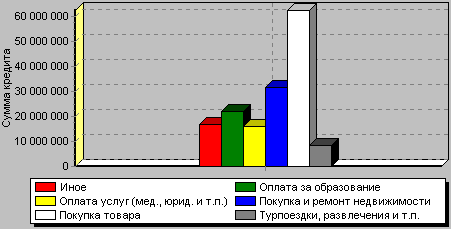 Сумма кредита
60 000 000
50 000 000
40 000 000
30 000 000
20 000 000
10 000 000
0
Иное
Оплата за образование
Оплата услуг (мед., юрид. и т.п.)
Покупка и ремонт недвижимости
Покупка товара
Турпоездки, развлечения и т.п.